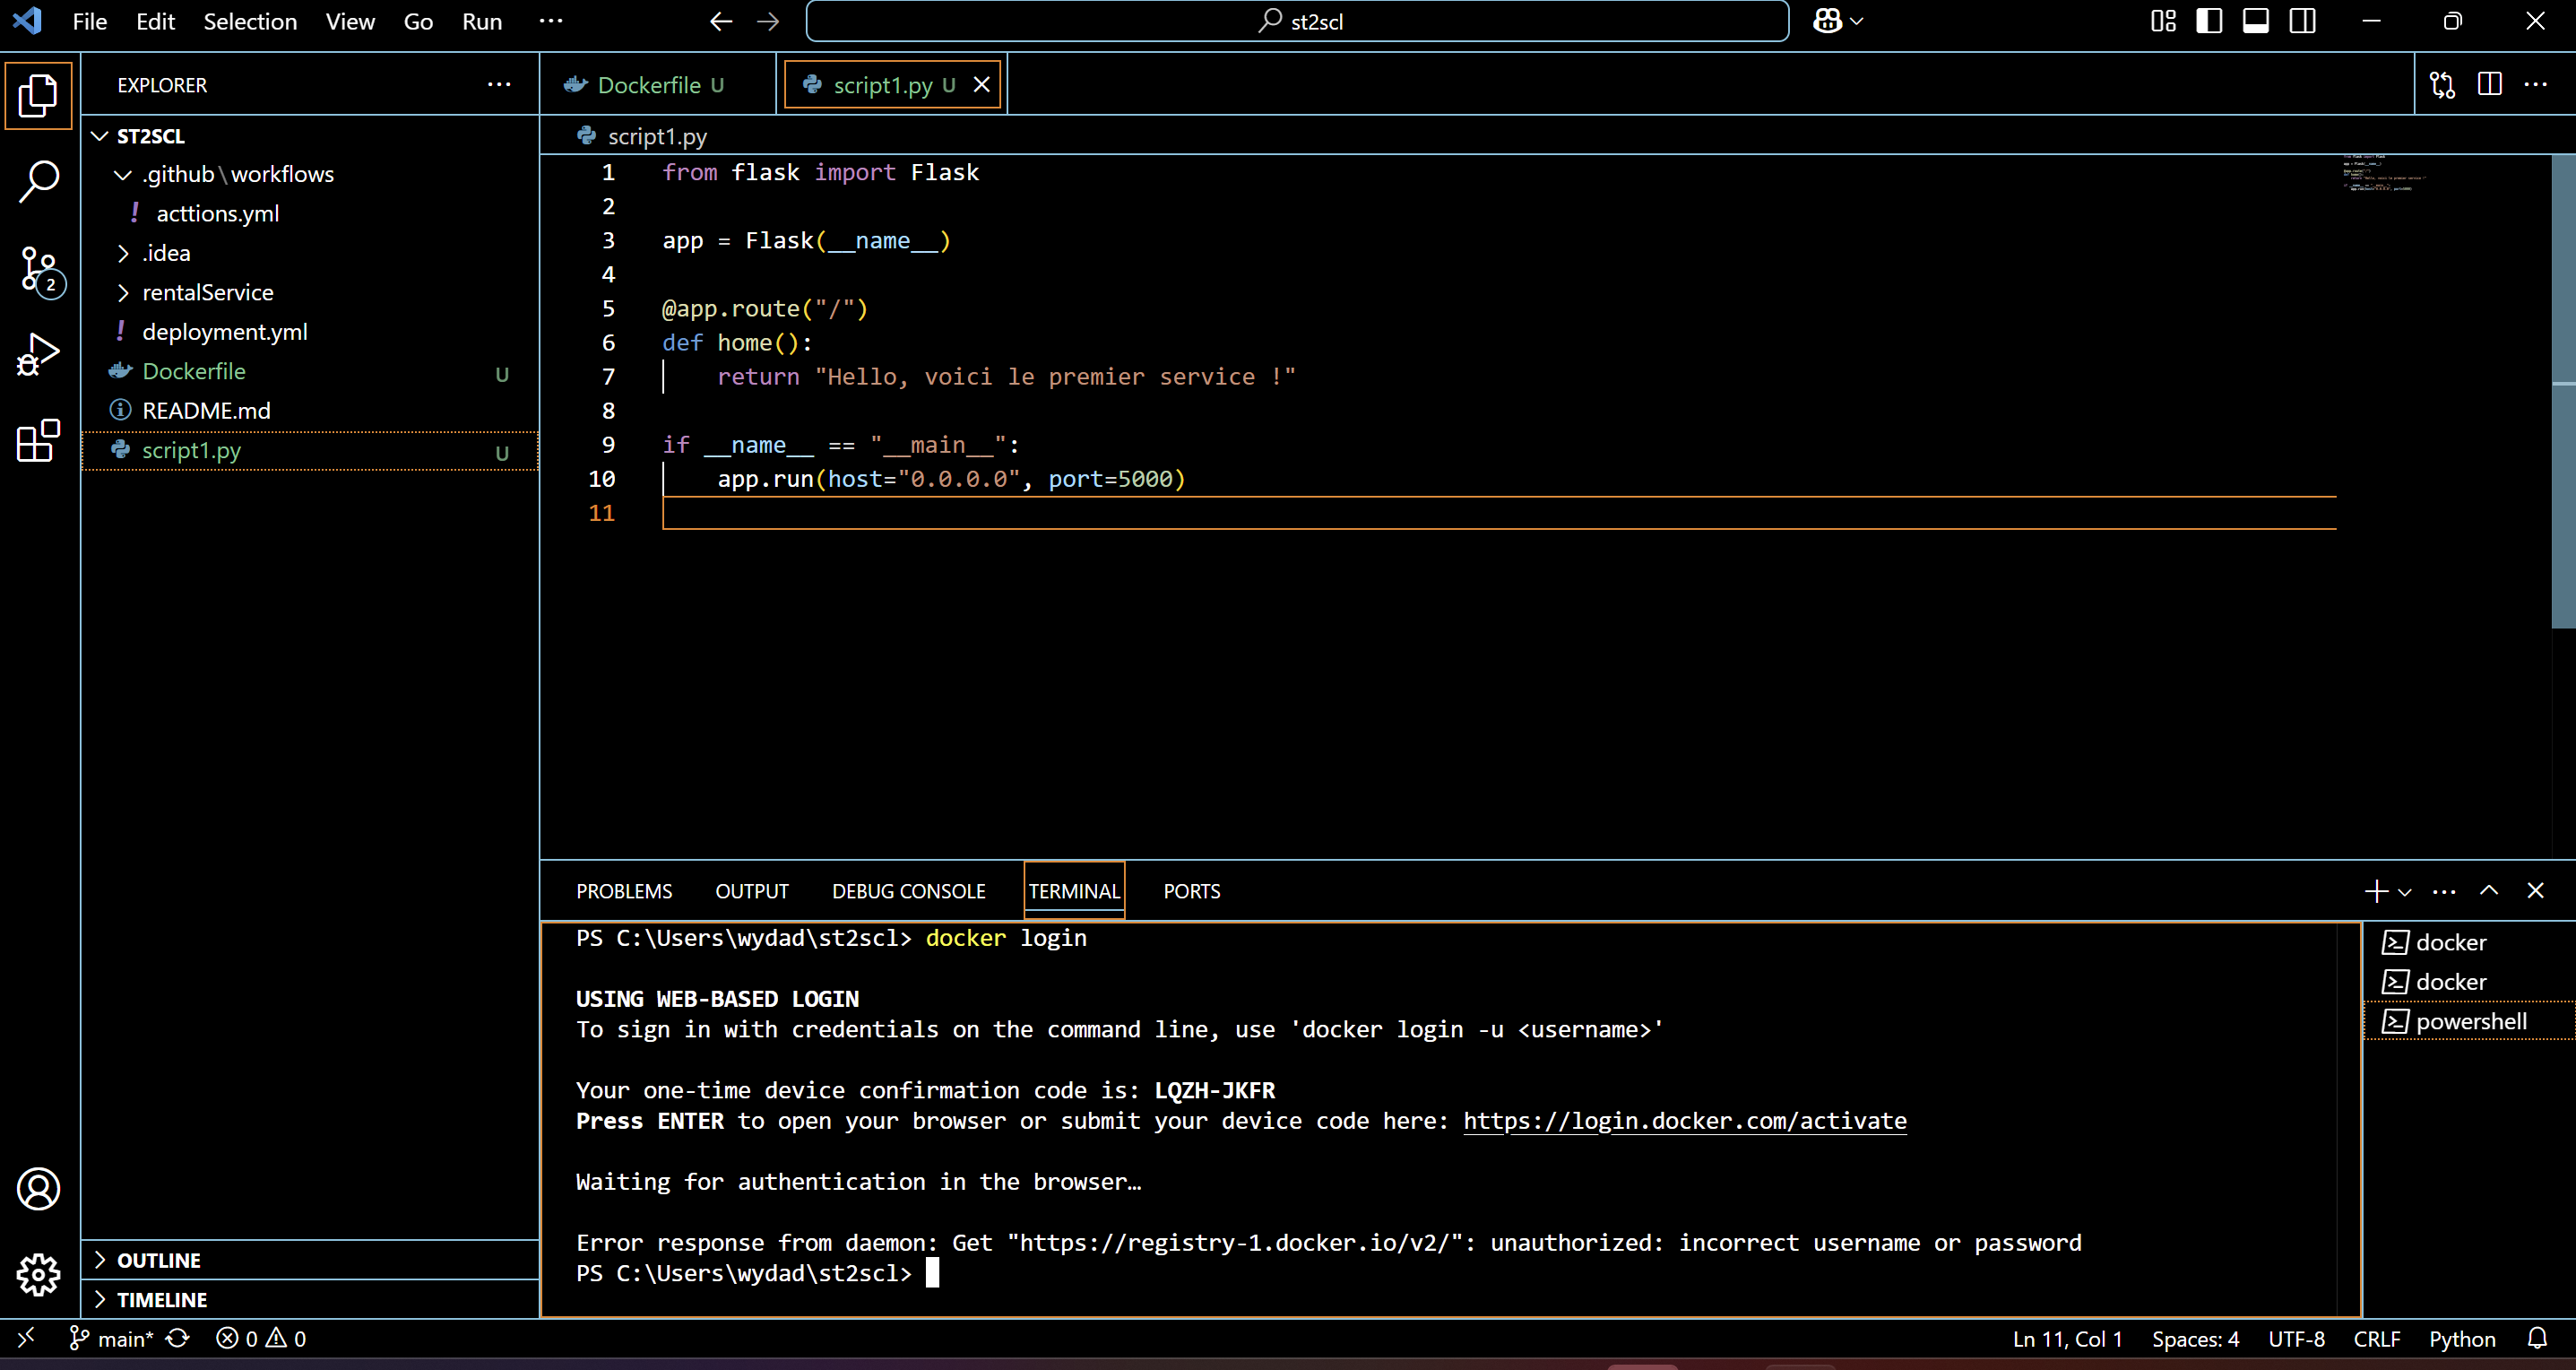 File Edit Selection View Go Run ··· st2scl
EXPLORER ···
ST2SCL
.github\workflows
acttions.yml
.idea
rentalService
deployment.yml
Dockerfile U
README.md
script1.py U
OUTLINE
TIMELINE
2
Dockerfile U script1.py U
script1.py
1 from flask import Flask
2
3 app = Flask(__name__)
4
5 @app.route("/")
6 def home():
7 return "Hello, voici le premier service !"
8
9 if __name__ == "__main__":
10 app.run(host="0.0.0.0", port=5000)
11
PROBLEMS OUTPUT DEBUG CONSOLE TERMINAL PORTS
PS C:\Users\wydad\st2scl> docker login
USING WEB-BASED LOGIN
To sign in with credentials on the command line, use 'docker login -u <username>'
Your one-time device confirmation code is: LQZH-JKFR
Press ENTER to open your browser or submit your device code here: https://login.docker.com/activate
Waiting for authentication in the browser…
Error response from daemon: Get "https://registry-1.docker.io/v2/": unauthorized: incorrect username or password
PS C:\Users\wydad\st2scl>
docker
docker
powershell
main* 0 0 Ln 11, Col 1 Spaces: 4 UTF-8 CRLF Python